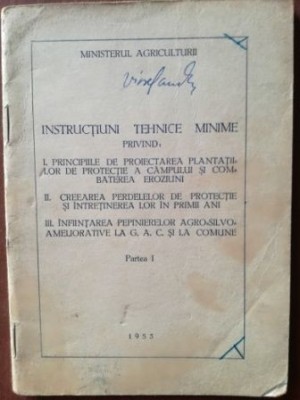 MINISTERUL AGRICULTURII
INSTRUCȚIUNI TEHNICE MINIME
PRIVIND:
I. PRINCIPIILE DE PROIECTAREA PLANTAȚII-
LOR DE PROTECȚIE A CÂMPULUI ȘI COM-
BATEREA EROZIUNI
II. CREEAREA PERDELELOR DE PROTECȚIE
ȘI ÎNTREȚINEREA LOR ÎN PRIMII ANI
III. ÎNFIINȚAREA PEPINIERELOR AGRO-SILVO-
AMELIORATIVE LA G. A. C. ȘI LA COMUNE
Partea I
1953